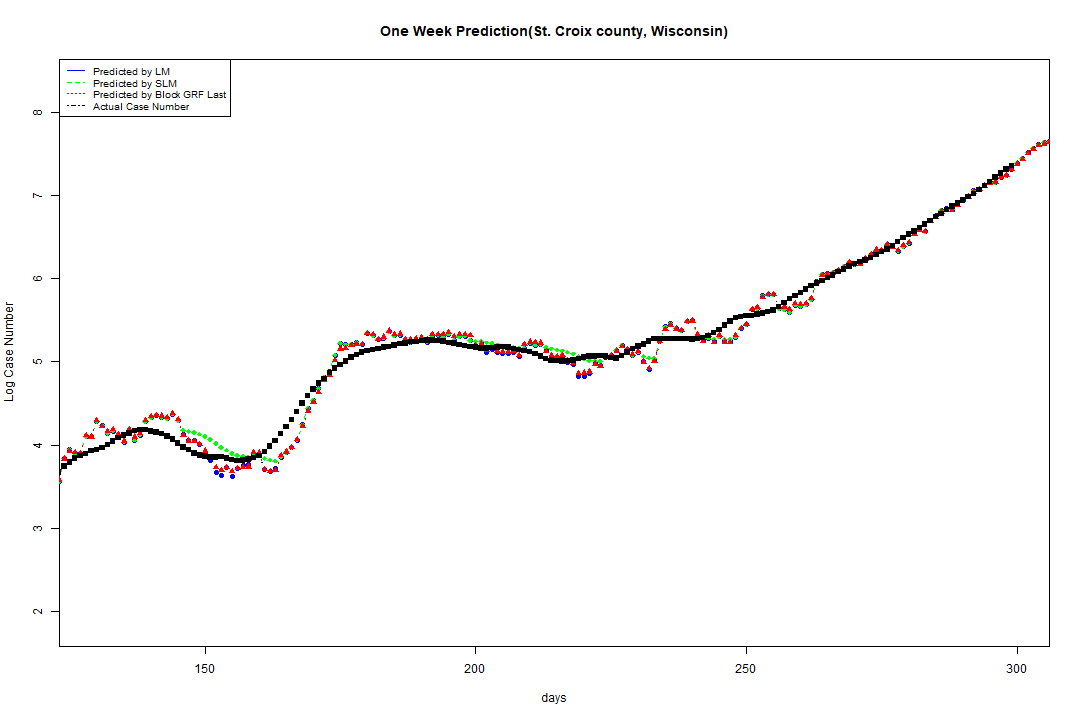 One Week Prediction(St. Croix county, Wisconsin)
Predicted by LM
Predicted by SLM
Predicted by Block GRF Last
Actual Case Number
8
7
6
5
4
3
2
Log Case Number
150 200 250 300
days